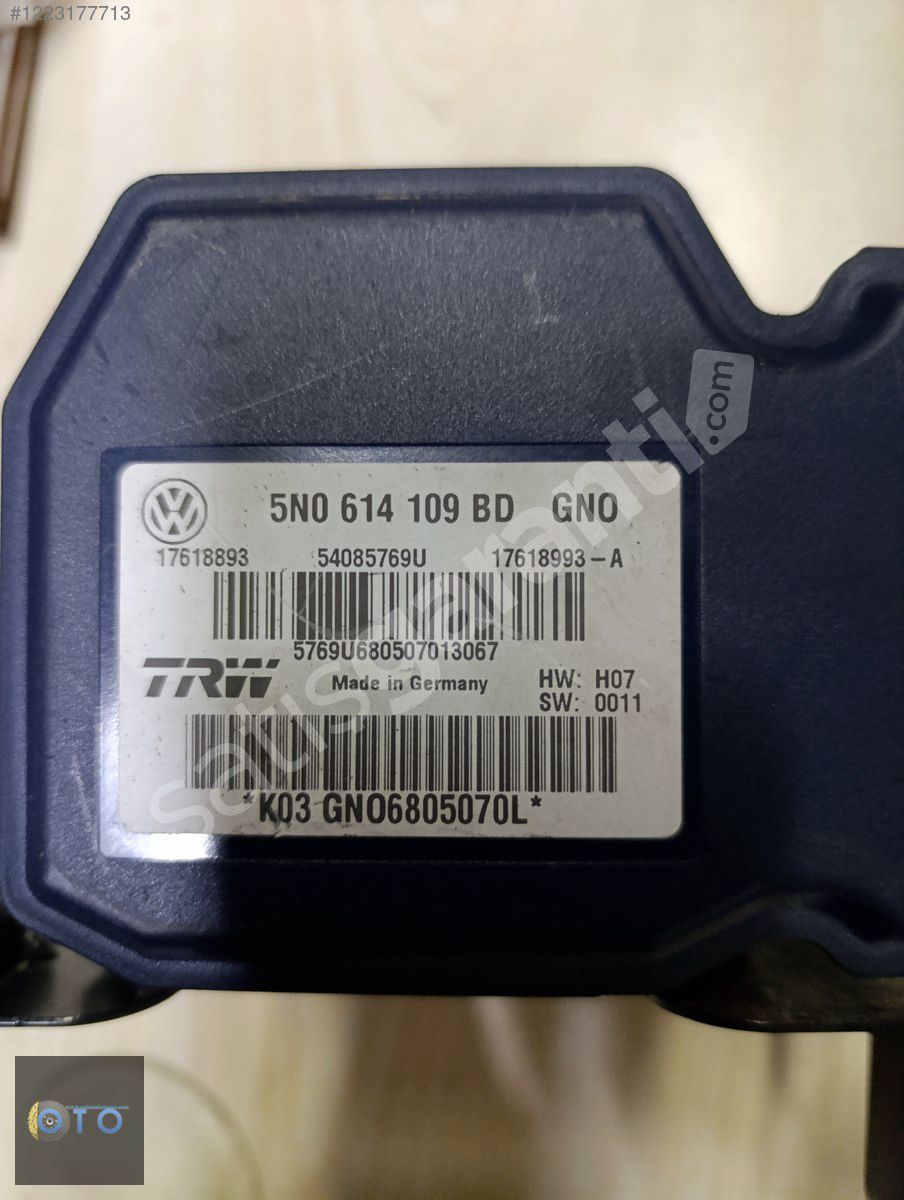 #1223177713
5N0 614 109 BD GNO
17618893 54085769U 17618993-A
5769U680507013067
TRW Made in Germany HW: H07
SW: 0011
*K03 GNO6805070L*
satısgaranti.com
OTO